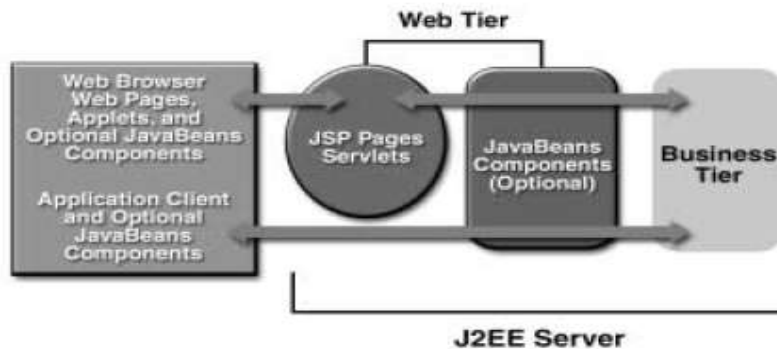 Web Tier
Web Browser
Web Pages,
Applets, and
Optional JavaBeans
Components
Application Client
and Optional
JavaBeans
Components
JSP Pages
Servlets
JavaBeans
Components
(Optional)
Business
Tier
J2EE Server